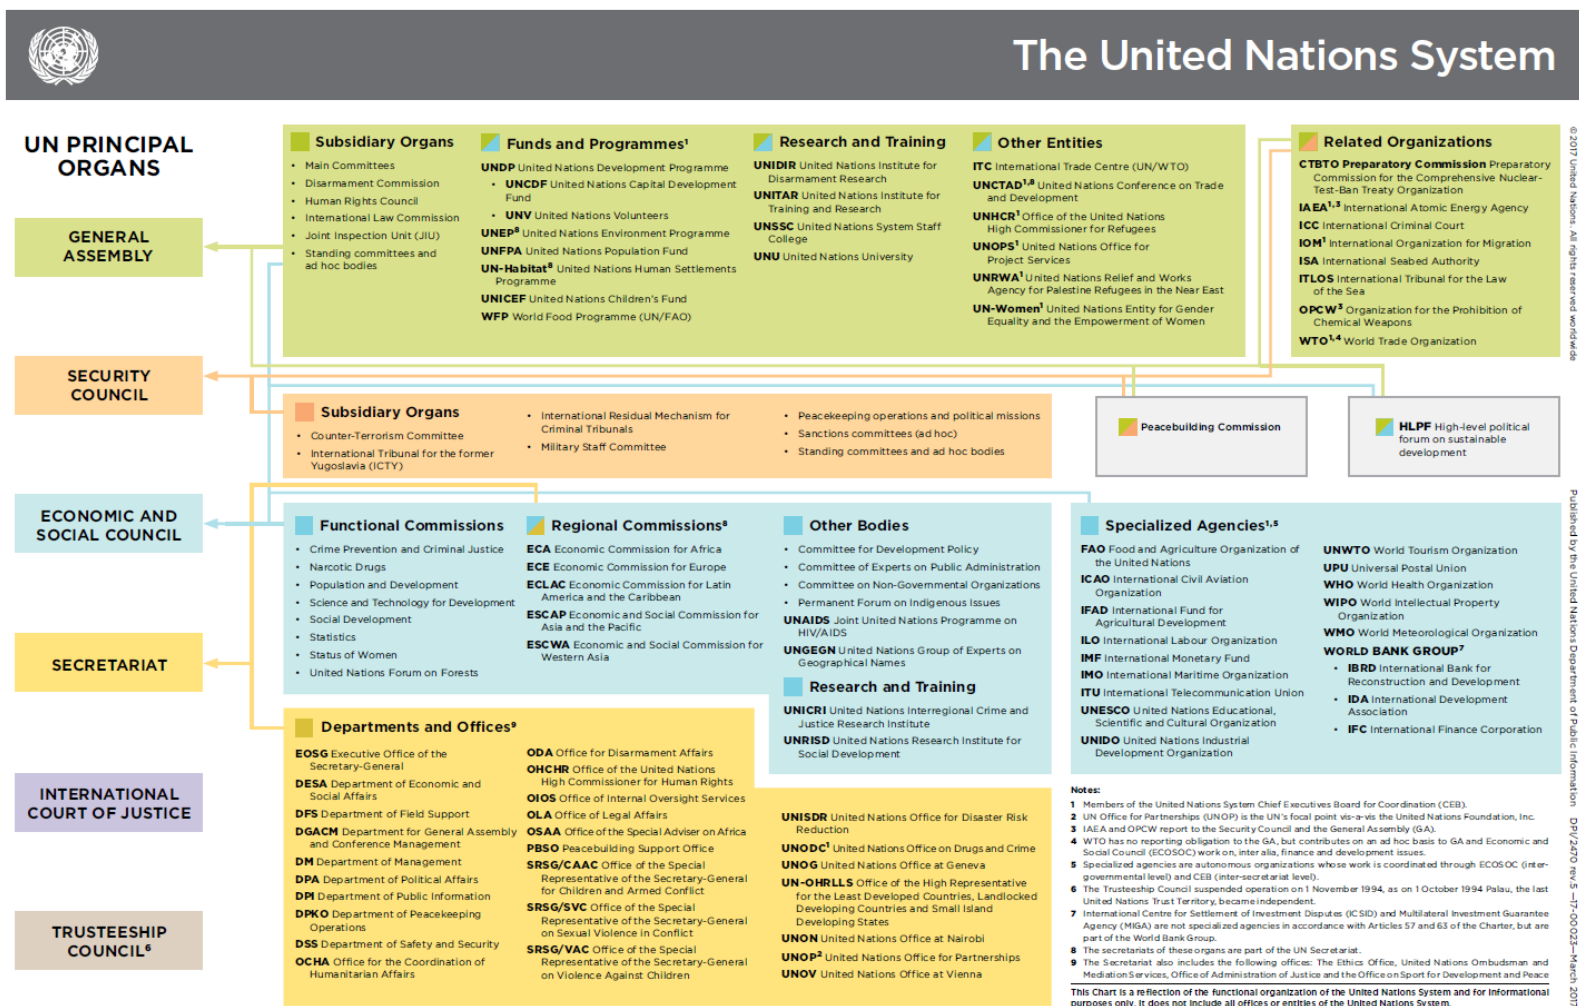 The United Nations System
UN PRINCIPAL
ORGANS
GENERAL
ASSEMBLY
SECURITY
COUNCIL
ECONOMIC AND
SOCIAL COUNCIL
SECRETARIAT
INTERNATIONAL
COURT OF JUSTICE
TRUSTEESHIP
COUNCIL⁶
Subsidiary Organs
• Main Committees
• Disarmament Commission
• Human Rights Council
• International Law Commission
• Joint Inspection Unit (JIU)
• Standing committees and
ad hoc bodies
Funds and Programmes¹
UNDP United Nations Development Programme
• UNCDF United Nations Capital Development
Fund
• UNV United Nations Volunteers
UNEP⁸ United Nations Environment Programme
UNFPA United Nations Population Fund
UN-Habitat⁸ United Nations Human Settlements
Programme
UNICEF United Nations Children's Fund
WFP World Food Programme (UN/FAO)
Research and Training
UNIDIR United Nations Institute for
Disarmament Research
UNITAR United Nations Institute for
Training and Research
UNSSC United Nations System Staff
College
UNU United Nations University
Other Entities
ITC International Trade Centre (UN/WTO)
UNCTAD¹,⁸ United Nations Conference on Trade
and Development
UNHCR¹ Office of the United Nations
High Commissioner for Refugees
UNOPS¹ United Nations Office for
Project Services
UNRWA¹ United Nations Relief and Works
Agency for Palestine Refugees in the Near East
UN-Women¹ United Nations Entity for Gender
Equality and the Empowerment of Women
Related Organizations
CTBTO Preparatory Commission Preparatory
Commission for the Comprehensive Nuclear-
Test-Ban Treaty Organization
IAEA¹,³ International Atomic Energy Agency
ICC International Criminal Court
IOM¹ International Organization for Migration
ISA International Seabed Authority
ITLOS International Tribunal for the Law
of the Sea
OPCW³ Organization for the Prohibition of
Chemical Weapons
WTO¹,⁴ World Trade Organization
Subsidiary Organs
• Counter-Terrorism Committee
• International Tribunal for the former
Yugoslavia (ICTY)
• International Residual Mechanism for
Criminal Tribunals
• Military Staff Committee
• Peacekeeping operations and political missions
• Sanctions committees (ad hoc)
• Standing committees and ad hoc bodies
Peacebuilding Commission
HLPF High-level political
forum on sustainable
development
Functional Commissions
• Crime Prevention and Criminal Justice
• Narcotic Drugs
• Population and Development
• Science and Technology for Development
• Social Development
• Statistics
• Status of Women
• United Nations Forum on Forests
Regional Commissions⁸
ECA Economic Commission for Africa
ECE Economic Commission for Europe
ECLAC Economic Commission for Latin
America and the Caribbean
ESCAP Economic and Social Commission for
Asia and the Pacific
ESCWA Economic and Social Commission for
Western Asia
Other Bodies
• Committee for Development Policy
• Committee of Experts on Public Administration
• Committee on Non-Governmental Organizations
• Permanent Forum on Indigenous Issues
UNAIDS Joint United Nations Programme on
HIV/AIDS
UNGEGN United Nations Group of Experts on
Geographical Names
Research and Training
UNICRI United Nations Interregional Crime and
Justice Research Institute
UNRISD United Nations Research Institute for
Social Development
Specialized Agencies¹,⁵
FAO Food and Agriculture Organization of
the United Nations
ICAO International Civil Aviation
Organization
IFAD International Fund for
Agricultural Development
ILO International Labour Organization
IMF International Monetary Fund
IMO International Maritime Organization
ITU International Telecommunication Union
UNESCO United Nations Educational,
Scientific and Cultural Organization
UNIDO United Nations Industrial
Development Organization
UNWTO World Tourism Organization
UPU Universal Postal Union
WHO World Health Organization
WIPO World Intellectual Property
Organization
WMO World Meteorological Organization
WORLD BANK GROUP⁷
• IBRD International Bank for
Reconstruction and Development
• IDA International Development
Association
• IFC International Finance Corporation
Departments and Offices⁹
EOSG Executive Office of the
Secretary-General
DESA Department of Economic and
Social Affairs
DFS Department of Field Support
DGACM Department for General Assembly
and Conference Management
DM Department of Management
DPA Department of Political Affairs
DPI Department of Public Information
DPKO Department of Peacekeeping
Operations
DSS Department of Safety and Security
OCHA Office for the Coordination of
Humanitarian Affairs
ODA Office for Disarmament Affairs
OHCHR Office of the United Nations
High Commissioner for Human Rights
OIOS Office of Internal Oversight Services
OLA Office of Legal Affairs
OSAA Office of the Special Adviser on Africa
PBSO Peacebuilding Support Office
SRSG/CAAC Office of the Special
Representative of the Secretary-General
for Children and Armed Conflict
SRSG/SVC Office of the Special
Representative of the Secretary-General
on Sexual Violence in Conflict
SRSG/VAC Office of the Special
Representative of the Secretary-General
on Violence Against Children
UNISDR United Nations Office for Disaster Risk
Reduction
UNODC¹ United Nations Office on Drugs and Crime
UNOG United Nations Office at Geneva
UN-OHRLLS Office of the High Representative
for the Least Developed Countries, Landlocked
Developing Countries and Small Island
Developing States
UNON United Nations Office at Nairobi
UNOP² United Nations Office for Partnerships
UNOV United Nations Office at Vienna
Notes:
1 Members of the United Nations System Chief Executives Board for Coordination (CEB).
2 UN Office for Partnerships (UNOP) is the UN's focal point vis-a-vis the United Nations Foundation, Inc.
3 IAEA and OPCW report to the Security Council and the General Assembly (GA).
4 WTO has no reporting obligation to the GA, but contributes on an ad hoc basis to GA and Economic and
Social Council (ECOSOC) work on, inter alia, finance and development issues.
5 Specialized agencies are autonomous organizations whose work is coordinated through ECOSOC (inter-
governmental level) and CEB (inter-secretariat level).
6 The Trusteeship Council suspended operation on 1 November 1994, as on 1 October 1994 Palau, the last
United Nations Trust Territory, became independent.
7 International Centre for Settlement of Investment Disputes (ICSID) and Multilateral Investment Guarantee
Agency (MIGA) are not specialized agencies in accordance with Articles 57 and 63 of the Charter, but are
part of the World Bank Group.
8 The secretariats of these organs are part of the UN Secretariat.
9 The Secretariat also includes the following offices: The Ethics Office, United Nations Ombudsman and
Mediation Services, Office of Administration of Justice and the Office on Sport for Development and Peace
This Chart is a reflection of the functional organization of the United Nations System and for informational
purposes only. It does not include all offices or entities of the United Nations System.
© 2017 United Nations. All rights reserved worldwide
Published by the United Nations Department of Public Information DPI/2470 rev.5 —17-00023—March 2017